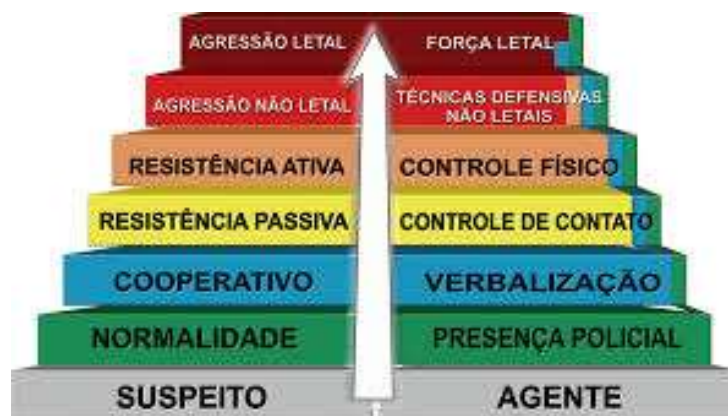 AGRESSÃO LETAL
FORÇA LETAL
AGRESSÃO NÃO LETAL
TÉCNICAS DEFENSIVAS
NÃO LETAIS
RESISTÊNCIA ATIVA
CONTROLE FÍSICO
RESISTÊNCIA PASSIVA
CONTROLE DE CONTATO
COOPERATIVO
VERBALIZAÇÃO
NORMALIDADE
PRESENÇA POLICIAL
SUSPEITO
AGENTE